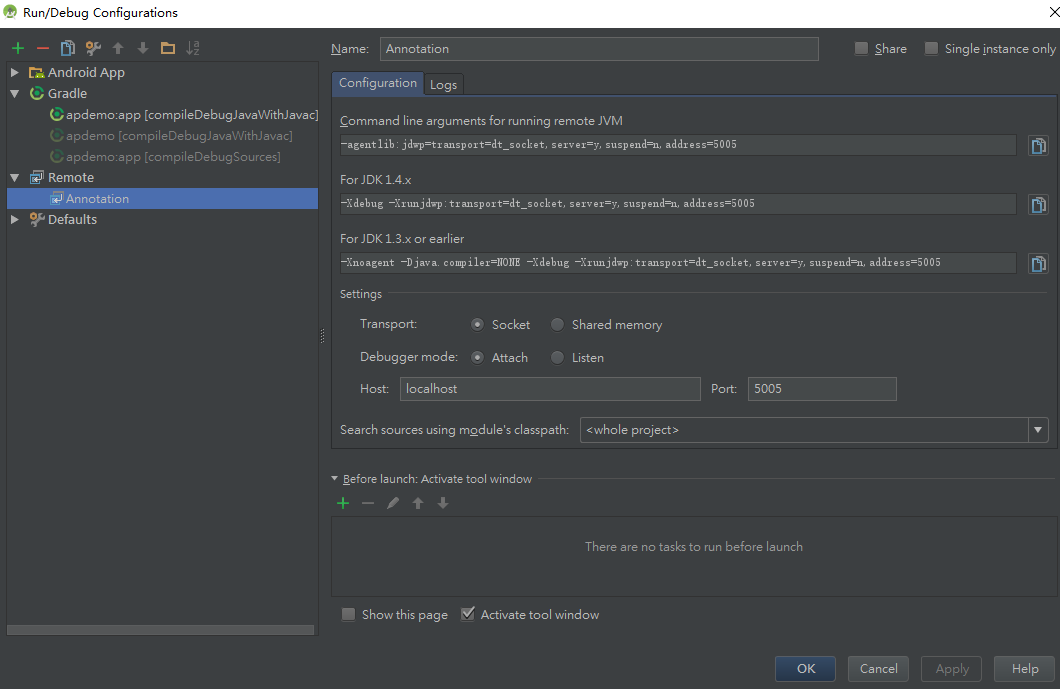 Run/Debug Configurations
Name: Annotation
Share
Single instance only
Android App
Gradle
apdemo:app [compileDebugJavaWithJavac]
apdemo:app [compileDebugJavaWithJavac]
apdemo:app [compileDebugSources]
Remote
Annotation
Defaults
Configuration
Logs
Command line arguments for running remote JVM
-agentlib:jdwp=transport=dt_socket,server=y,suspend=n,address=5005
For JDK 1.4.x
-Xdebug -Xrunjdwp:transport=dt_socket,server=y,suspend=n,address=5005
For JDK 1.3.x or earlier
-Xnoagent -Djava.compiler=NONE -Xdebug -Xrunjdwp:transport=dt_socket,server=y,suspend=n,address=5005
Settings
Transport: Socket Shared memory
Debugger mode: Attach Listen
Host: localhost Port: 5005
Search sources using module's classpath: <whole project>
Before launch: Activate tool window
There are no tasks to run before launch
Show this page Activate tool window
OK Cancel Apply Help